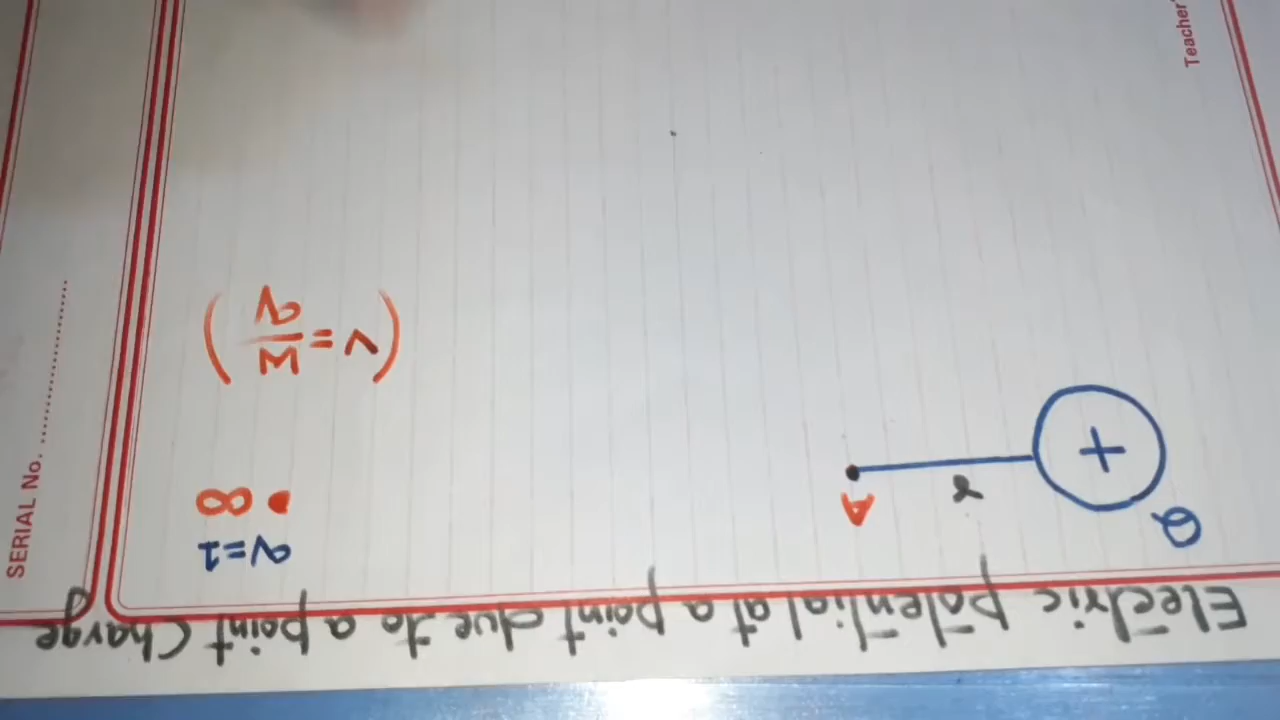 Electric potential at a point due to a point Charge
Q
r
A
q=1
∞
+
(V=W/q)
SERIAL No.
Teacher'